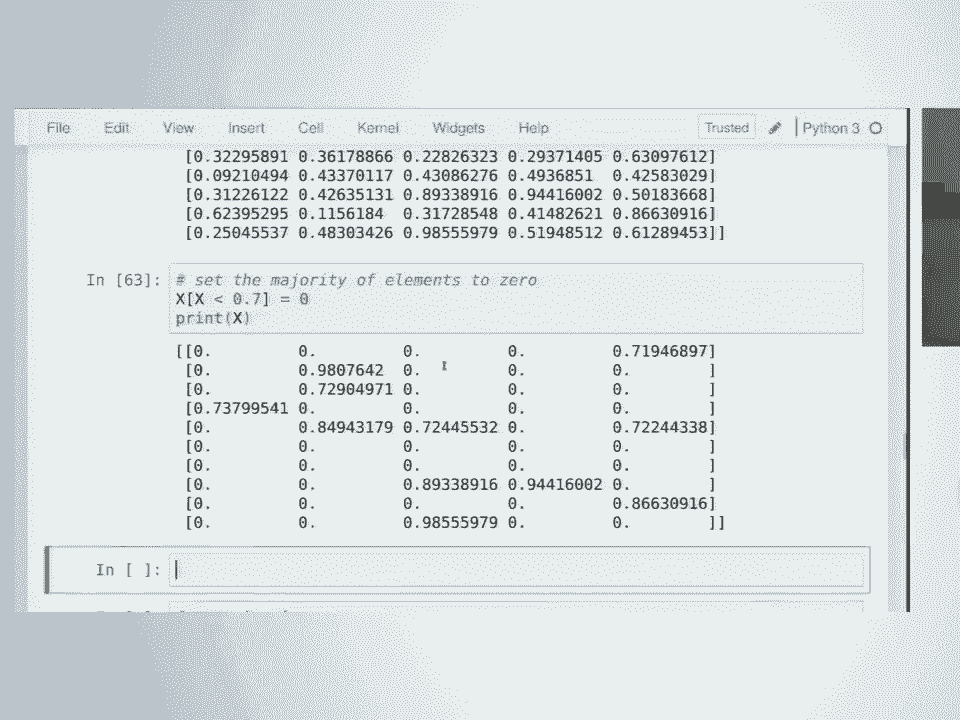 File Edit View Insert Cell Kernel Widgets Help Trusted Python 3
[0.32295891 0.36178866 0.22826323 0.29371405 0.63097612]
[0.09210494 0.43370117 0.43086276 0.4936851 0.42583029]
[0.31226122 0.42635131 0.89338916 0.94416002 0.50183668]
[0.62395295 0.1156184 0.31728548 0.41482621 0.86630916]
[0.25045537 0.48303426 0.98555979 0.51948512 0.61289453]]
In [63]: # set the majority of elements to zero
X[X < 0.7] = 0
print(X)
[[0. 0. 0. 0. 0.71946897]
[0. 0.9807642 0. 0. 0. ]
[0. 0.72904971 0. 0. 0. ]
[0.73799541 0. 0. 0. 0. ]
[0. 0.84943179 0.72445532 0. 0.72244338]
[0. 0. 0. 0. 0. ]
[0. 0. 0. 0. 0. ]
[0. 0. 0.89338916 0.94416002 0. ]
[0. 0. 0. 0. 0.86630916]
[0. 0. 0.98555979 0. 0. ]]
In [ ]: